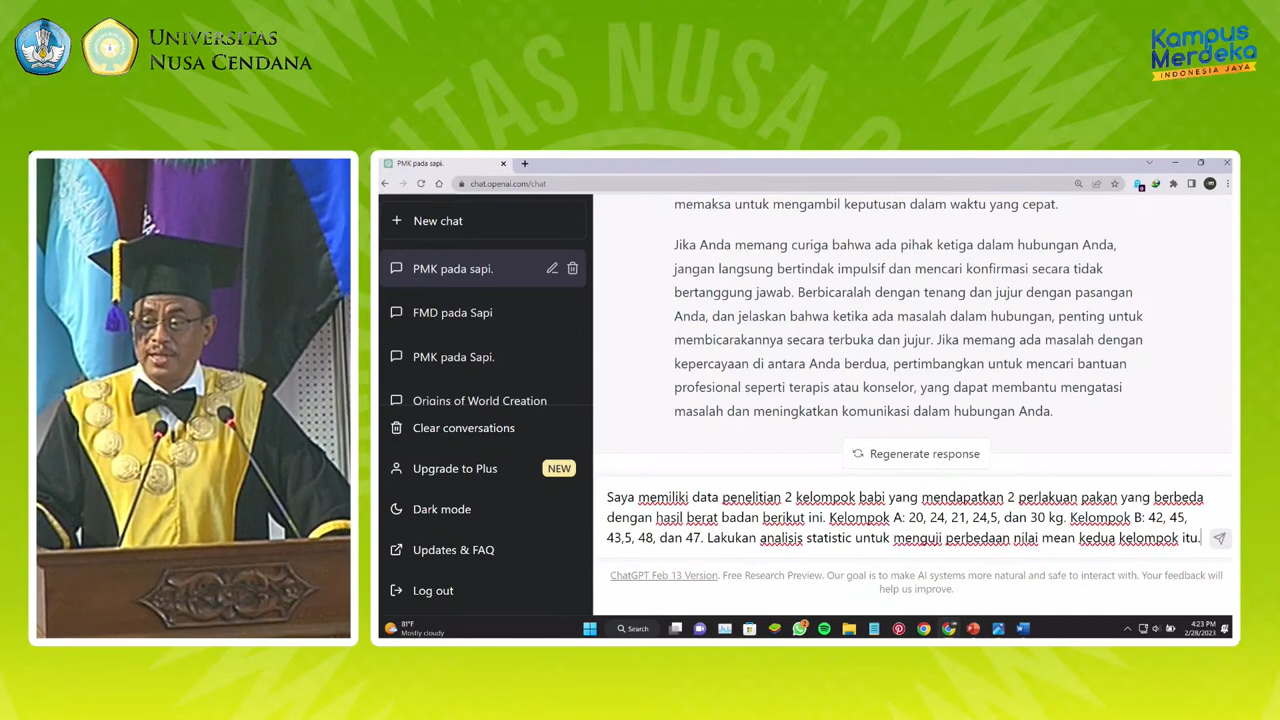 UNIVERSITAS
NUSA CENDANA
Kampus
Merdeka
INDONESIA JAYA
ITAS NUSA C
PMK pada sapi.
chat.openai.com/chat
New chat
PMK pada sapi.
FMD pada Sapi
PMK pada Sapi.
Origins of World Creation
Clear conversations
Upgrade to Plus NEW
Dark mode
Updates & FAQ
Log out
memaksa untuk mengambil keputusan dalam waktu yang cepat.
Jika Anda memang curiga bahwa ada pihak ketiga dalam hubungan Anda,
jangan langsung bertindak impulsif dan mencari konfirmasi secara tidak
bertanggung jawab. Berbicaralah dengan tenang dan jujur dengan pasangan
Anda, dan jelaskan bahwa ketika ada masalah dalam hubungan, penting untuk
membicarakannya secara terbuka dan jujur. Jika memang ada masalah dengan
kepercayaan di antara Anda berdua, pertimbangkan untuk mencari bantuan
profesional seperti terapis atau konselor, yang dapat membantu mengatasi
masalah dan meningkatkan komunikasi dalam hubungan Anda.
Regenerate response
Saya memiliki data penelitian 2 kelompok babi yang mendapatkan 2 perlakuan pakan yang berbeda
dengan hasil berat badan berikut ini. Kelompok A: 20, 24, 21, 24,5, dan 30 kg. Kelompok B: 42, 45,
43,5, 48, dan 47. Lakukan analisis statistic untuk menguji perbedaan nilai mean kedua kelompok itu.
ChatGPT Feb 13 Version. Free Research Preview. Our goal is to make AI systems more natural and safe to interact with. Your feedback will
help us improve.
81°F
Mostly cloudy
Search
4:23 PM
2/28/2023